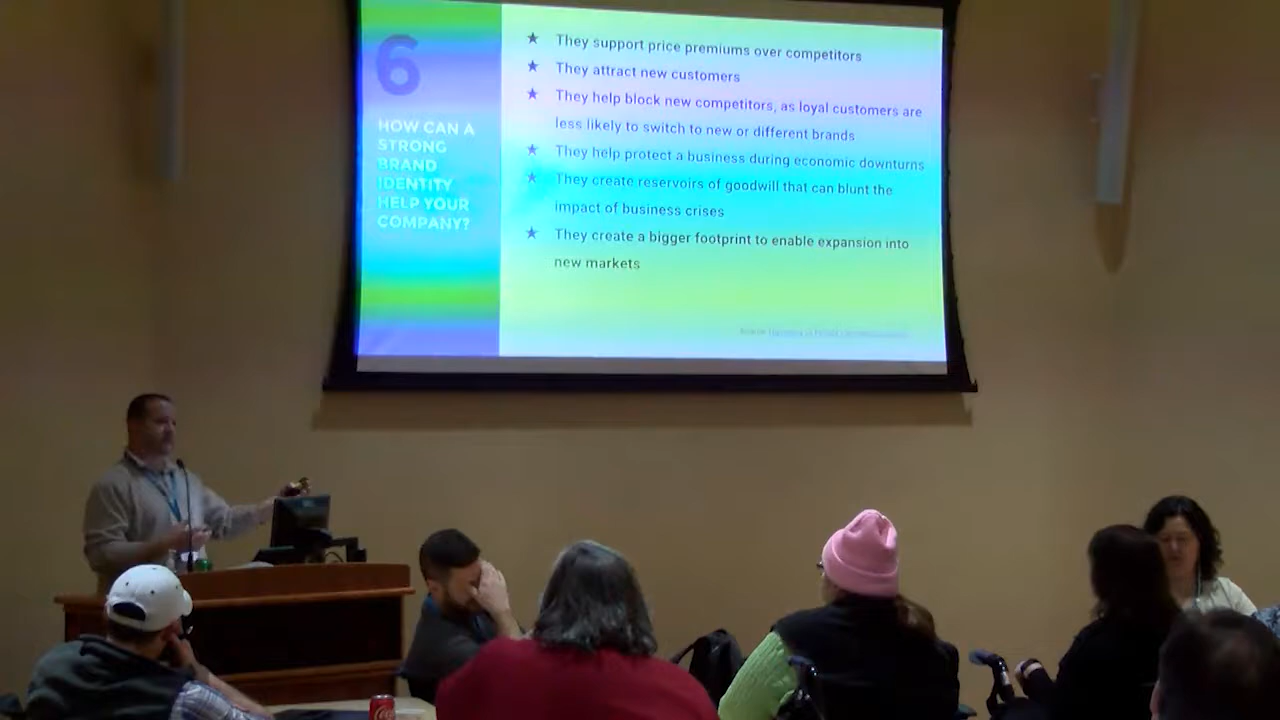 6
HOW CAN A
STRONG
BRAND
IDENTITY
HELP YOUR
COMPANY?
★ They support price premiums over competitors
★ They attract new customers
★ They help block new competitors, as loyal customers are
less likely to switch to new or different brands
★ They help protect a business during economic downturns
★ They create reservoirs of goodwill that can blunt the
impact of business crises
★ They create a bigger footprint to enable expansion into
new markets